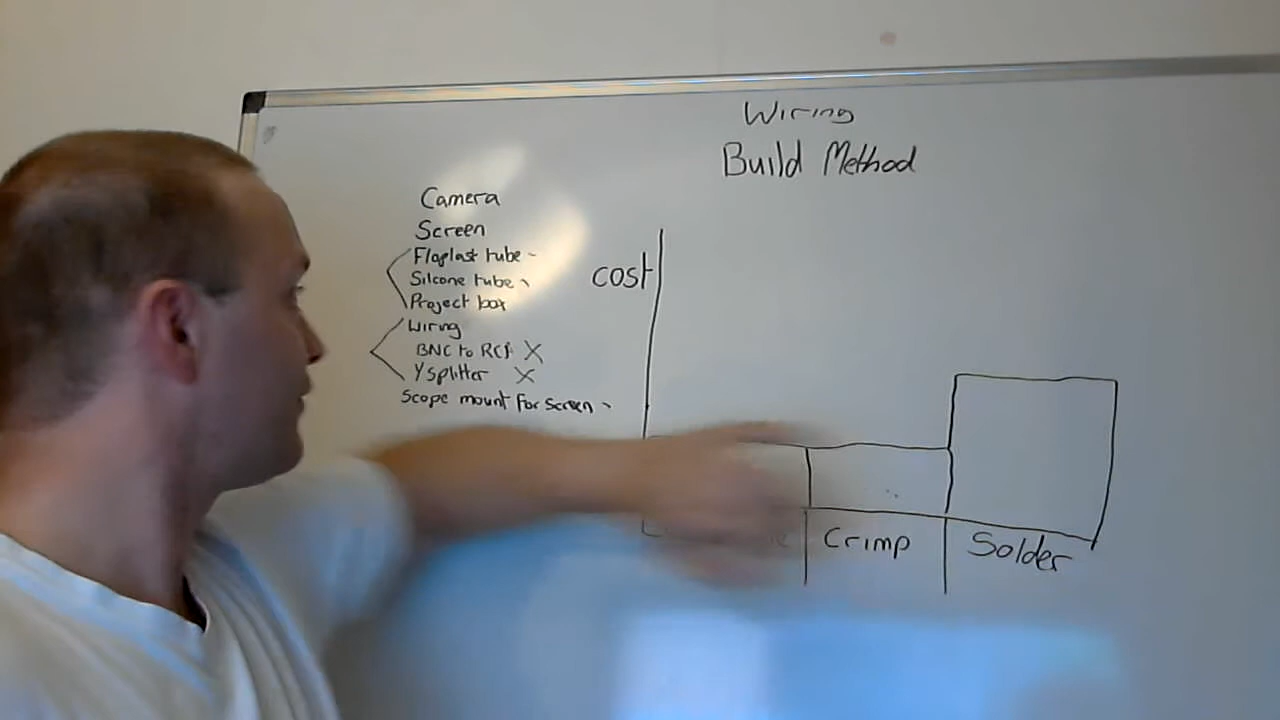 Wiring
Build Method
Camera
Screen
Flaplast tube -
Silcone tube
Project box
Wiring
BNC to RCA X
Y Splitter X
Scope mount For Screen
cost
Crimp
Solder